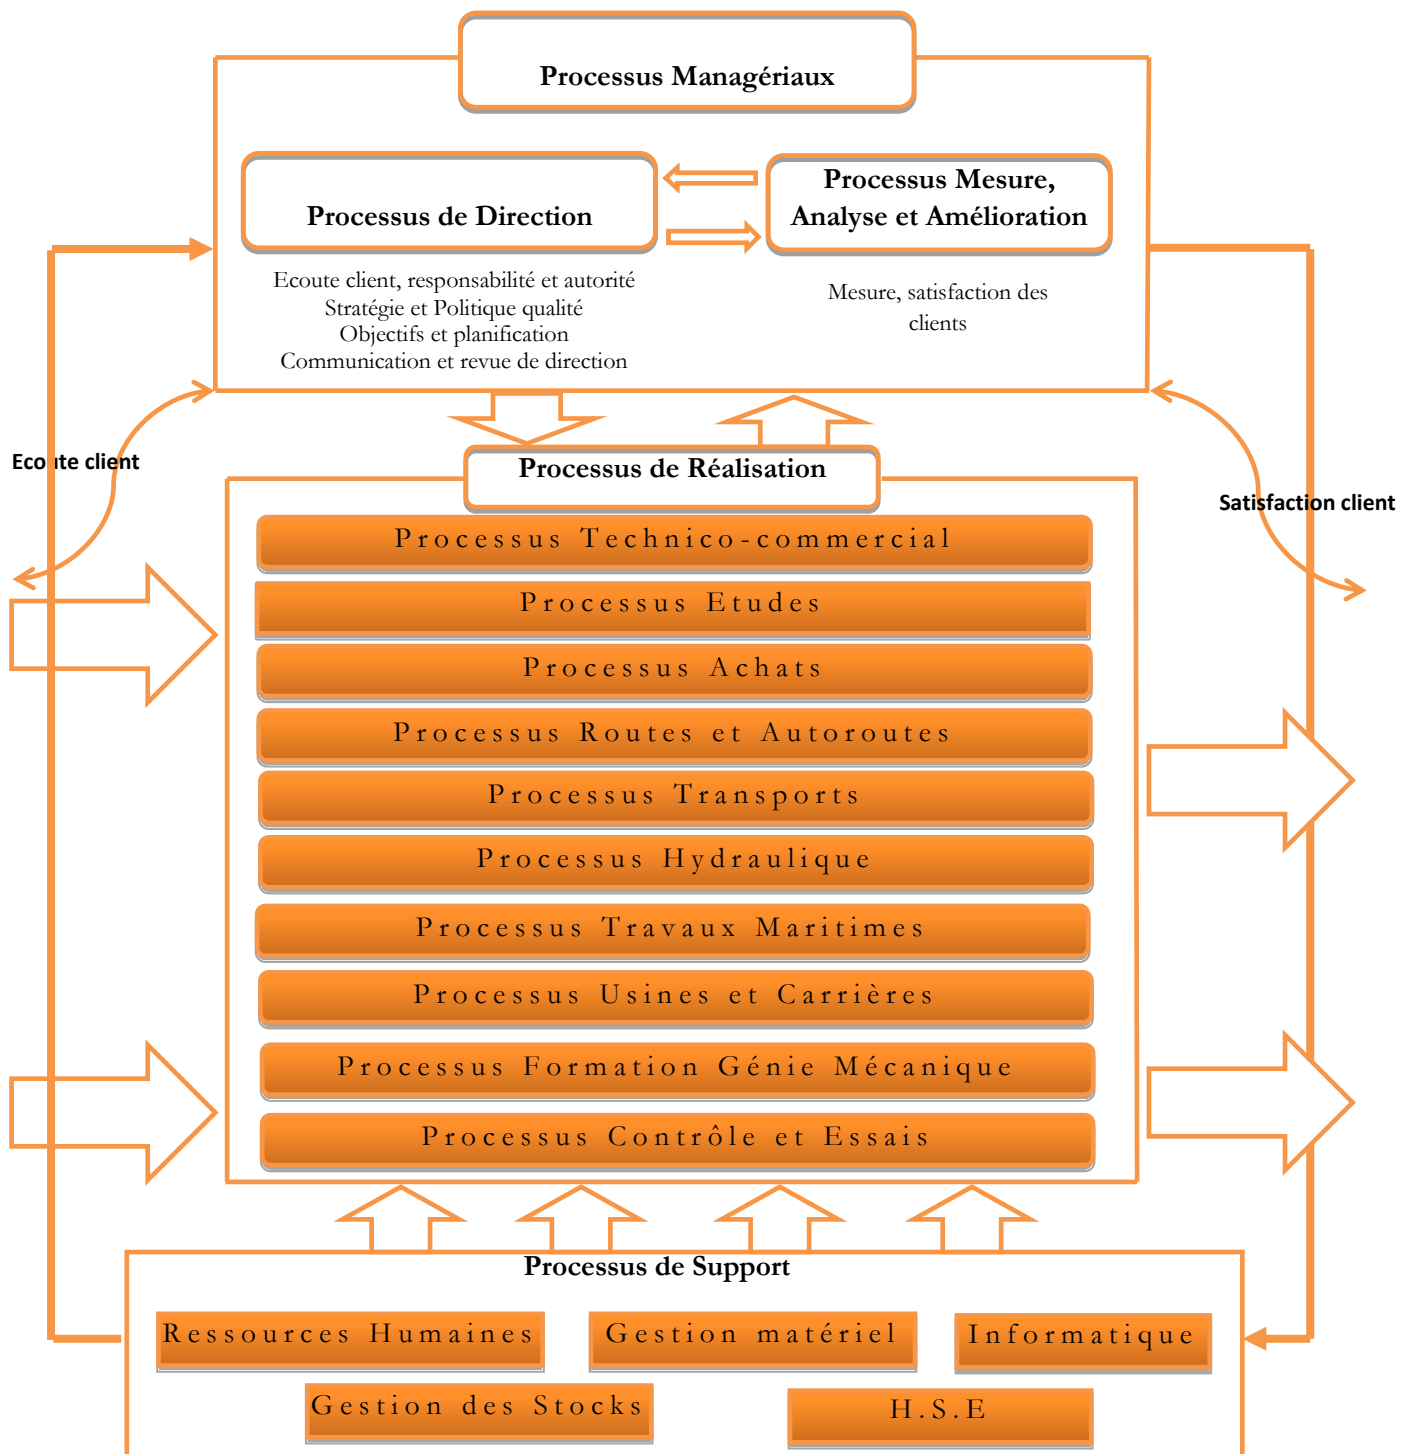 Processus Managériaux
Processus de Direction
Processus Mesure,
Analyse et Amélioration
Ecoute client, responsabilité et autorité
Stratégie et Politique qualité
Objectifs et planification
Communication et revue de direction
Mesure, satisfaction des
clients
Ecoute client
Satisfaction client
Processus de Réalisation
Processus Technico-commercial
Processus Etudes
Processus Achats
Processus Routes et Autoroutes
Processus Transports
Processus Hydraulique
Processus Travaux Maritimes
Processus Usines et Carrières
Processus Formation Génie Mécanique
Processus Contrôle et Essais
Processus de Support
Ressources Humaines
Gestion matériel
Informatique
Gestion des Stocks
H.S.E